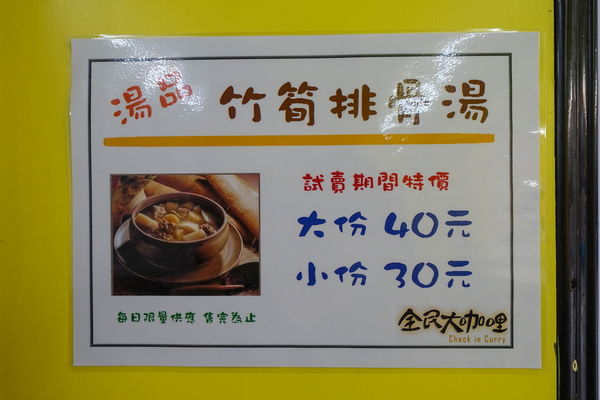 湯品 竹筍排骨湯
試賣期間特價
大份 40元
小份 30元
每日限量供應 售完為止
全民大咖哩
Check in Curry